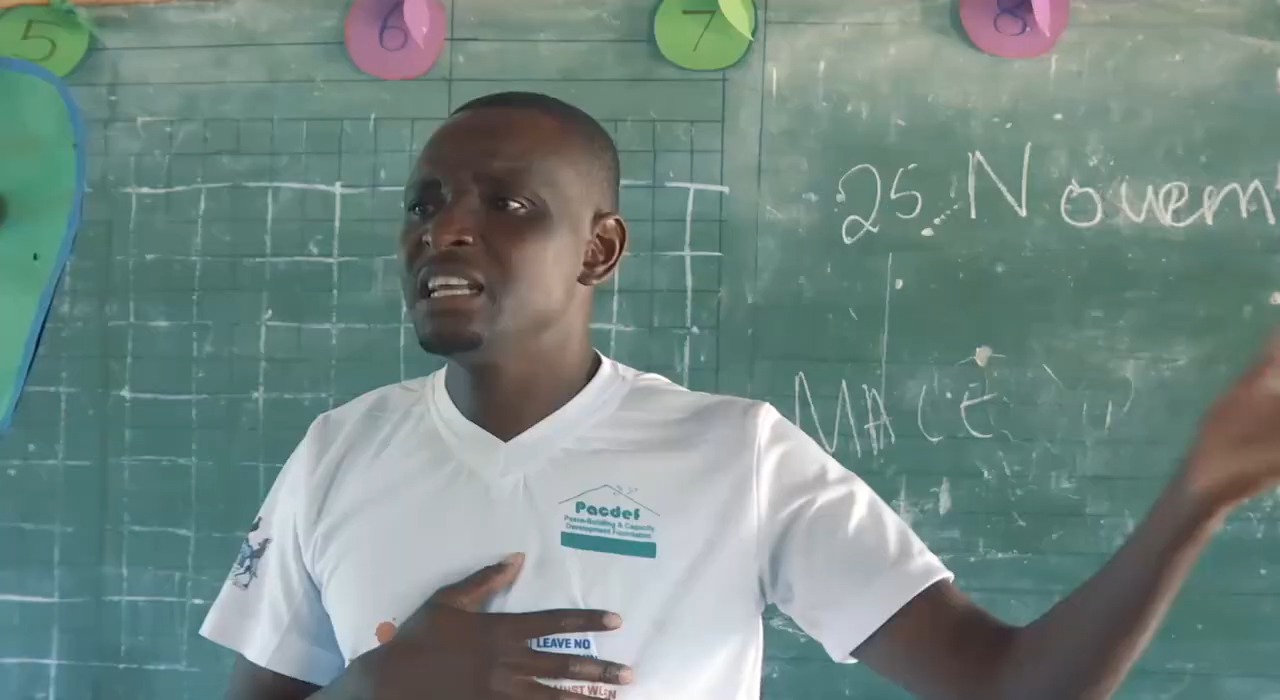 5
6
7
8
25 Novem
MACE
Pacdef
Peace-Building & Capacity
Development Foundation
LEAVE NO